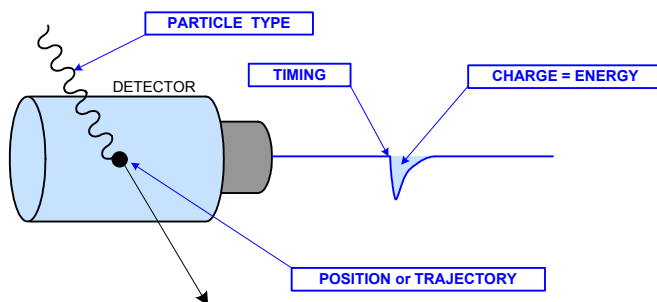 PARTICLE TYPE
DETECTOR
TIMING
CHARGE = ENERGY
POSITION or TRAJECTORY